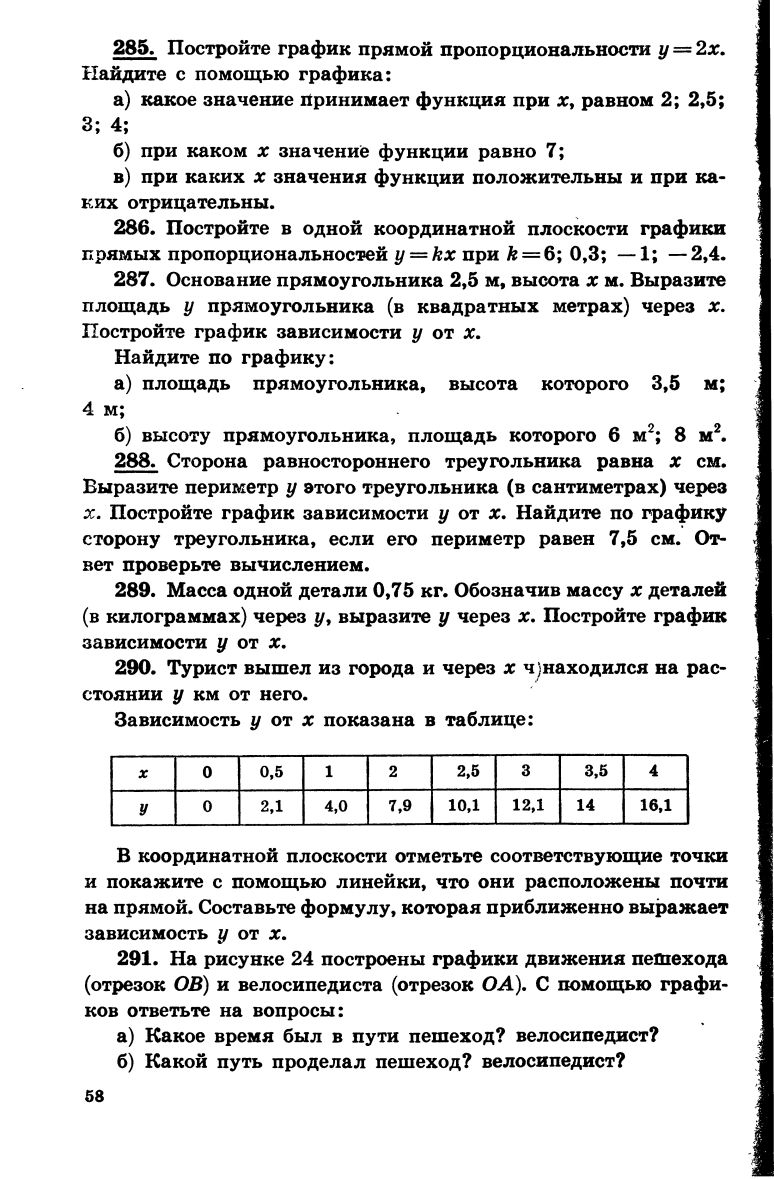 285. Постройте график прямой пропорциональности y = 2x.
Найдите с помощью графика:
а) какое значение принимает функция при x, равном 2; 2,5;
3; 4;
б) при каком x значение функции равно 7;
в) при каких x значения функции положительны и при ка-
ких отрицательны.
286. Постройте в одной координатной плоскости графики
прямых пропорциональностей y = kx при k = 6; 0,3; — 1; — 2,4.
287. Основание прямоугольника 2,5 м, высота x м. Выразите
площадь y прямоугольника (в квадратных метрах) через x.
Постройте график зависимости y от x.
Найдите по графику:
а) площадь прямоугольника, высота которого 3,5 м;
4 м;
б) высоту прямоугольника, площадь которого 6 м²; 8 м².
288. Сторона равностороннего треугольника равна x см.
Выразите периметр y этого треугольника (в сантиметрах) через
x. Постройте график зависимости y от x. Найдите по графику
сторону треугольника, если его периметр равен 7,5 см. От-
вет проверьте вычислением.
289. Масса одной детали 0,75 кг. Обозначив массу x деталей
(в килограммах) через y, выразите y через x. Постройте график
зависимости y от x.
290. Турист вышел из города и через x ч находился на рас-
стоянии y км от него.
Зависимость y от x показана в таблице:
x 0 0,5 1 2 2,5 3 3,5 4
y 0 2,1 4,0 7,9 10,1 12,1 14 16,1
В координатной плоскости отметьте соответствующие точки
и покажите с помощью линейки, что они расположены почти
на прямой. Составьте формулу, которая приближенно выражает
зависимость y от x.
291. На рисунке 24 построены графики движения пешехода
(отрезок OB) и велосипедиста (отрезок OA). С помощью графи-
ков ответьте на вопросы:
а) Какое время был в пути пешеход? велосипедист?
б) Какой путь проделал пешеход? велосипедист?
58